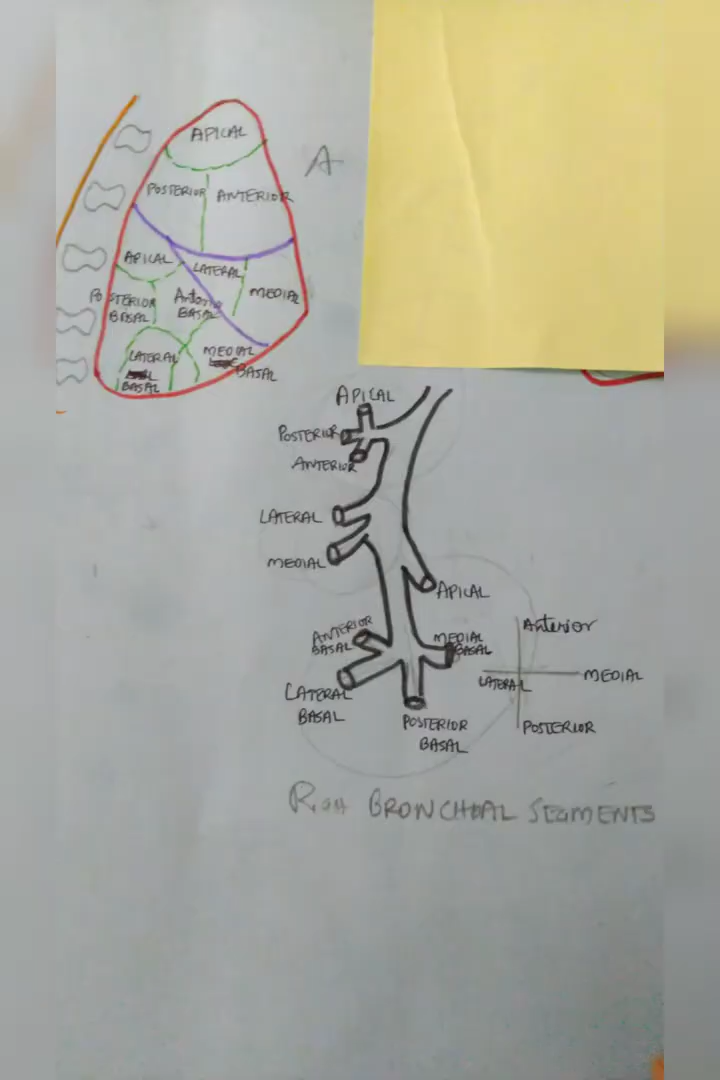 APICAL
A
POSTERIOR ANTERIOR
APICAL LATERAL
POSTERIOR
BASAL
BASAL
MEDIAL
LATERAL
BASAL
MEDIAL
BASAL
APICAL
POSTERIOR
ANTERIOR
LATERAL
MEDIAL
APICAL
ANTERIOR
BASAL
MEDIAL
BASAL
LATERAL
BASAL
POSTERIOR
BASAL
Anterior
LATERAL
MEDIAL
POSTERIOR
SEGMENTS